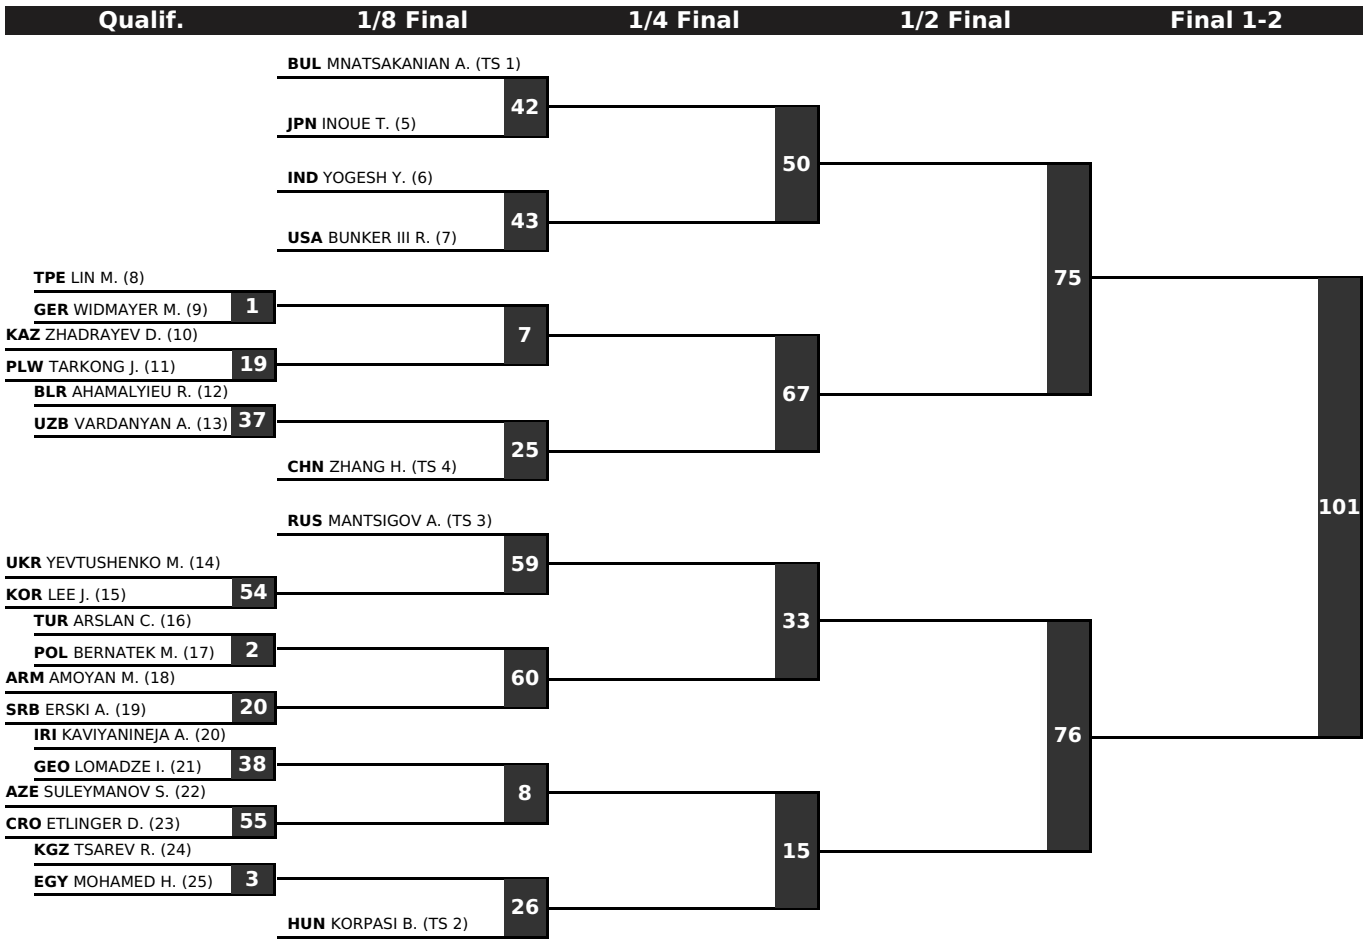 Qualif. 1/8 Final 1/4 Final 1/2 Final Final 1-2
BUL MNATSAKANIAN A. (TS 1)
42
JPN INOUE T. (5)
50
IND YOGESH Y. (6)
43
USA BUNKER III R. (7)
75
TPE LIN M. (8)
GER WIDMAYER M. (9) 1
7
KAZ ZHADRAYEV D. (10)
PLW TARKONG J. (11) 19
67
BLR AHAMALYIEU R. (12)
UZB VARDANYAN A. (13) 37
25
CHN ZHANG H. (TS 4)
101
RUS MANTSIGOV A. (TS 3)
59
UKR YEVTUSHENKO M. (14)
KOR LEE J. (15) 54
33
TUR ARSLAN C. (16)
POL BERNATEK M. (17) 2
60
ARM AMOYAN M. (18)
SRB ERSKI A. (19) 20
76
IRI KAVIYANINEJA A. (20)
GEO LOMADZE I. (21) 38
8
AZE SULEYMANOV S. (22)
CRO ETLINGER D. (23) 55
15
KGZ TSAREV R. (24)
EGY MOHAMED H. (25) 3
26
HUN KORPASI B. (TS 2)